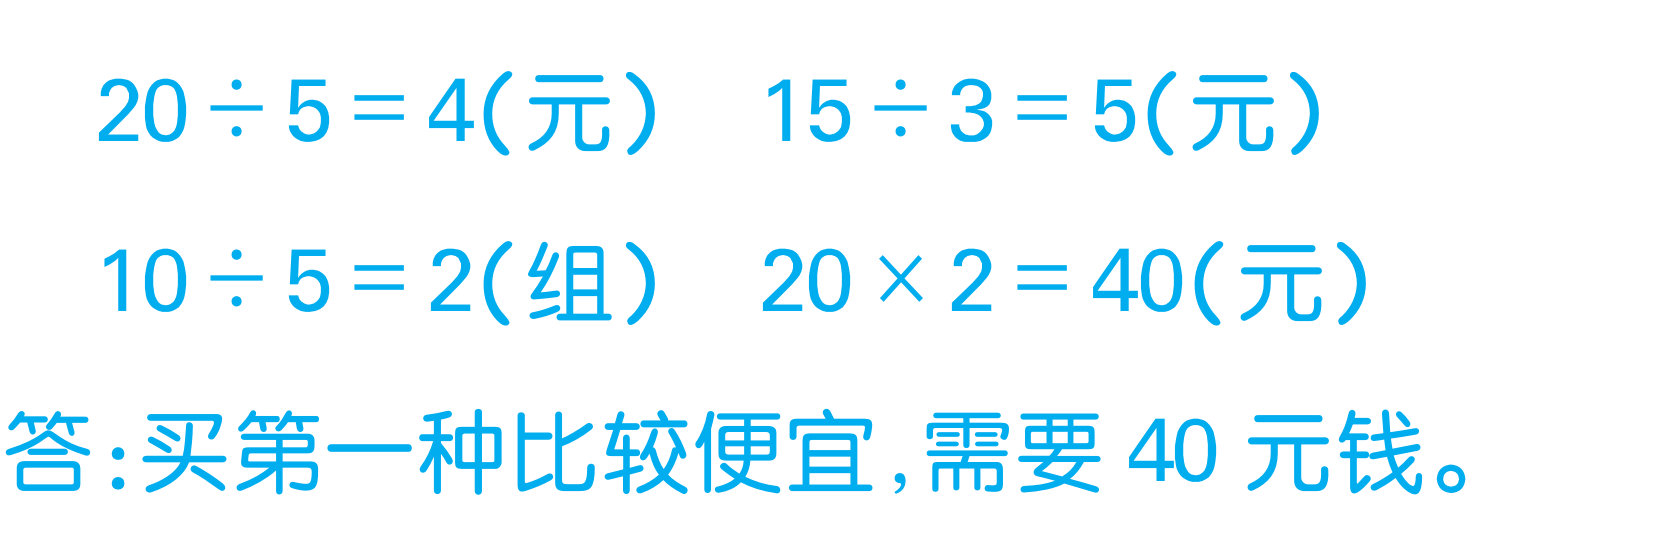 20÷5=4(元) 15÷3=5(元)
10÷5=2(组) 20×2=40(元)
答:买第一种比较便宜,需要 40 元钱。